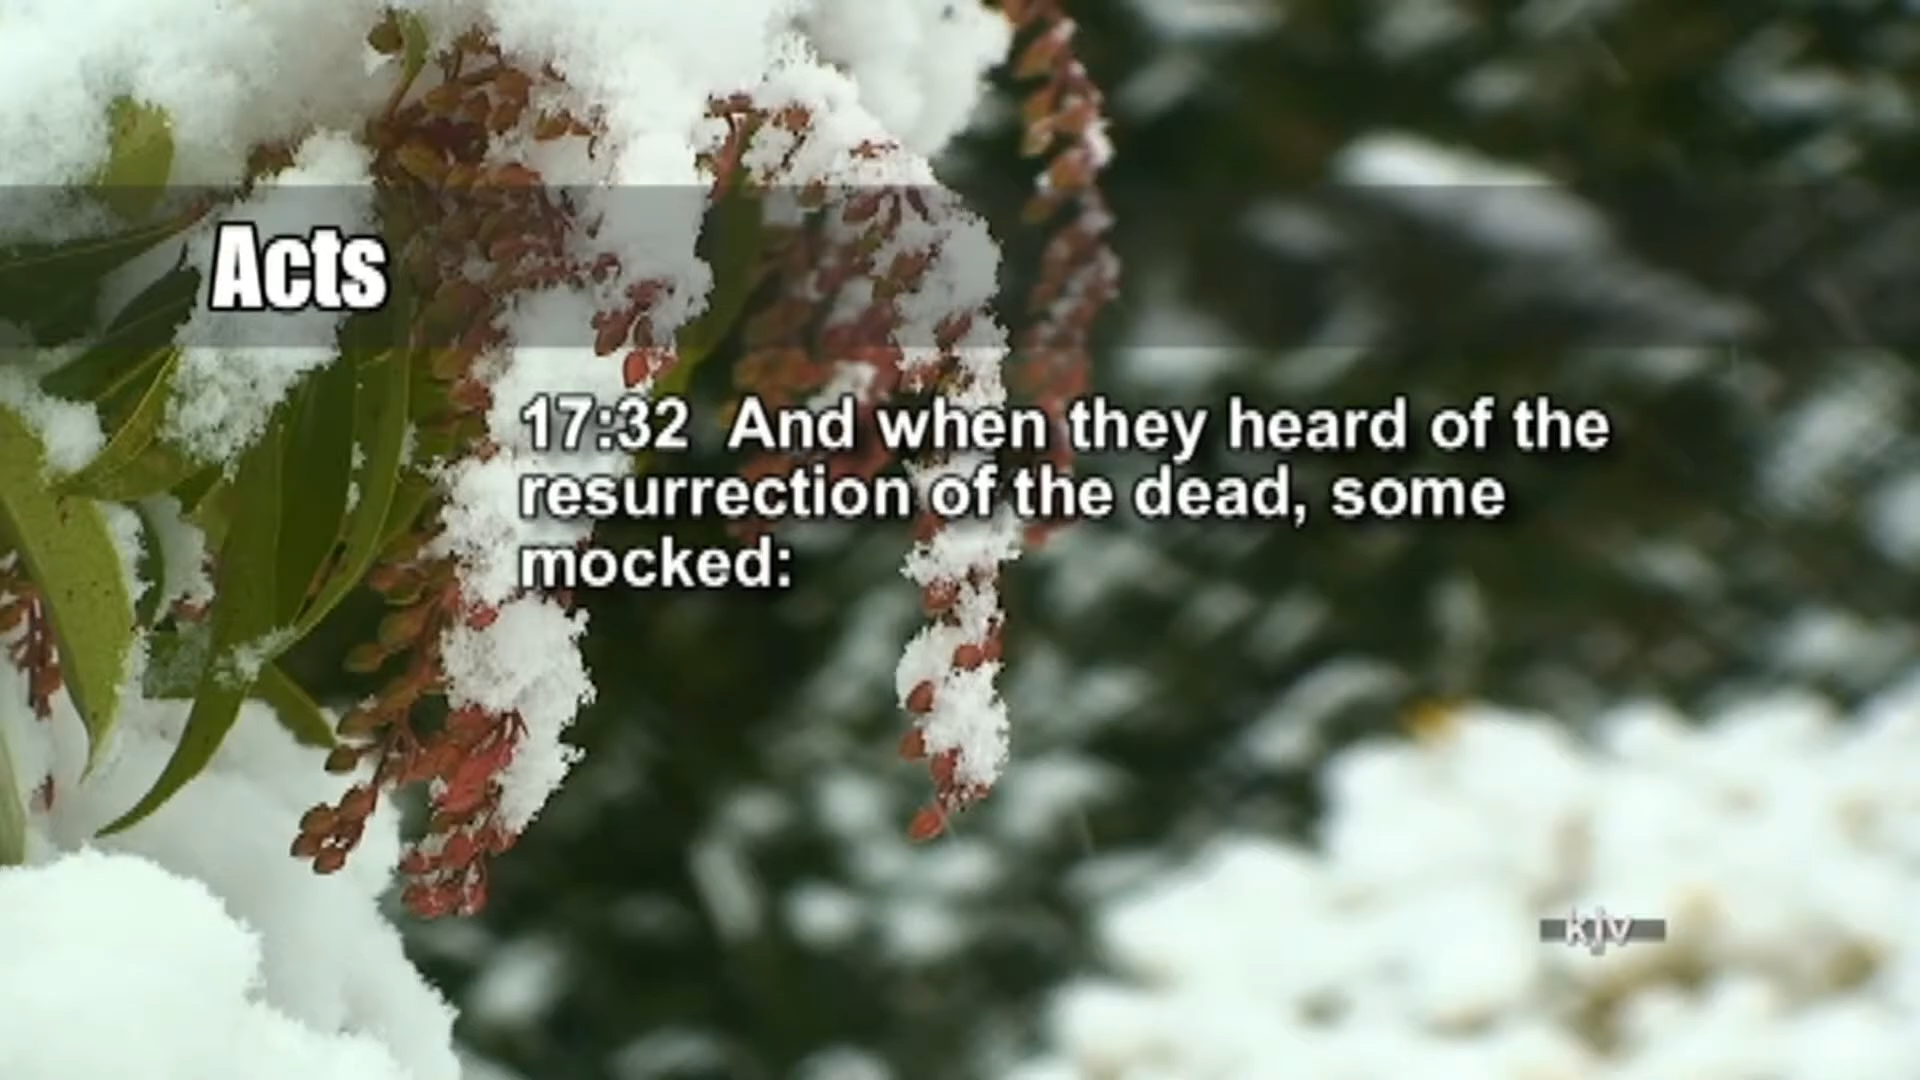 Acts
17:32 And when they heard of the
resurrection of the dead, some
mocked:
kjv